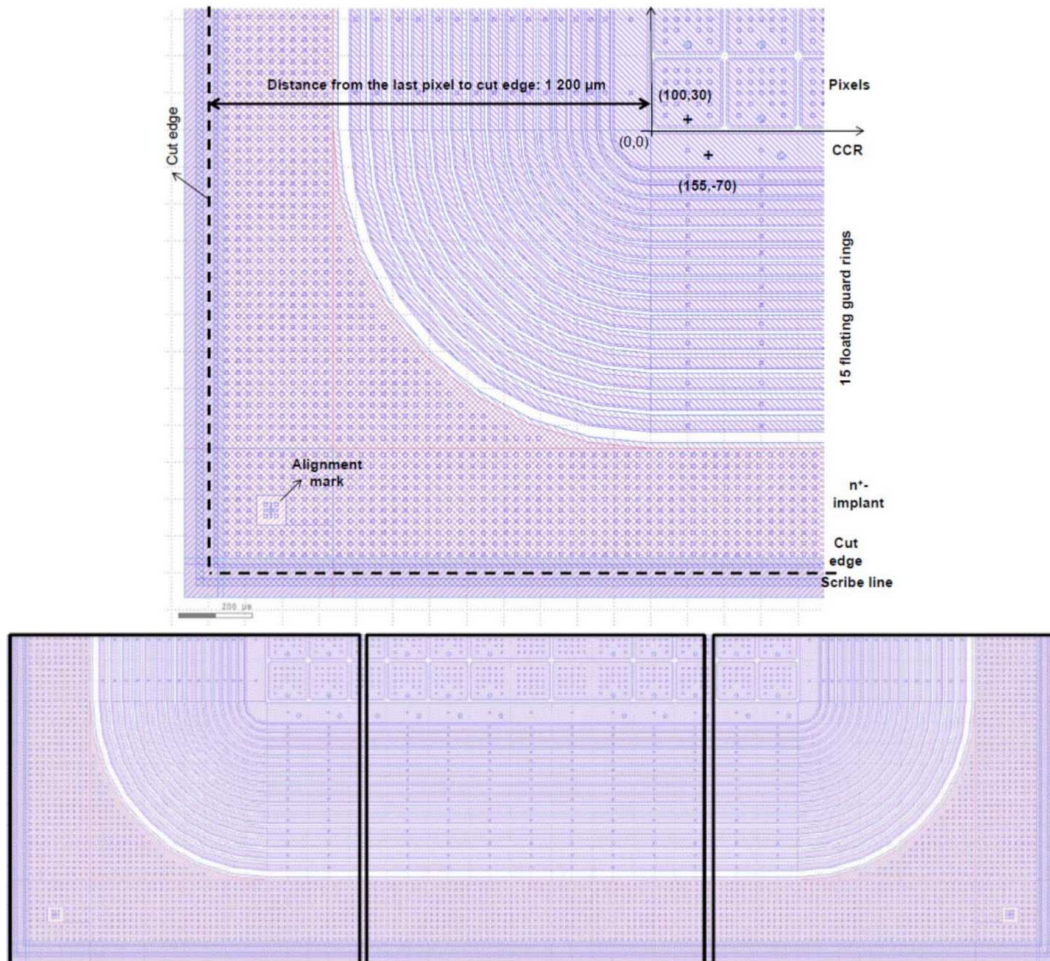 Distance from the last pixel to cut edge: 1 200 µm
Pixels
(100,30)
(0,0)
CCR
Cut edge
(155,-70)
15 floating guard rings
Alignment
mark
n⁺-
implant
Cut
edge
Scribe line
200 µm